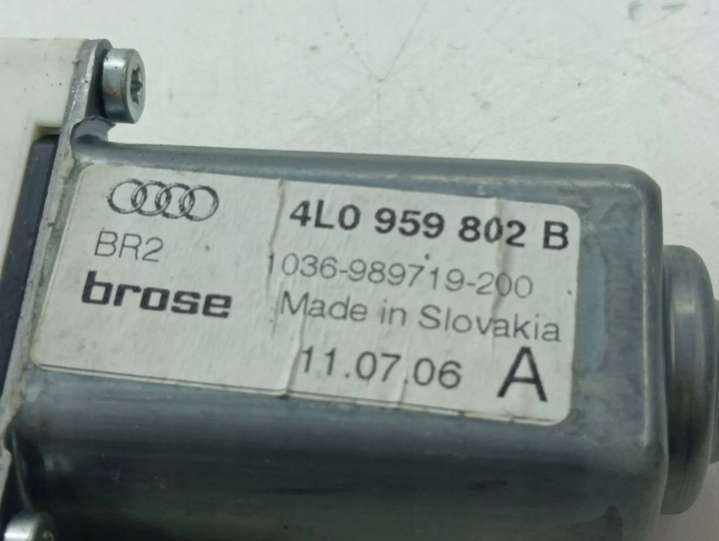 4L0 959 802 B
BR2
1036-989719-200
brose
Made in Slovakia
11.07.06 A